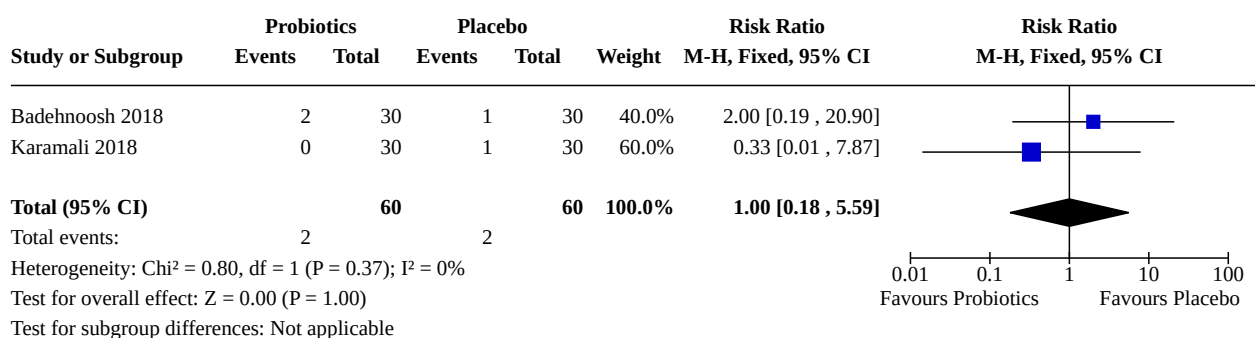 Probiotics Placebo Risk Ratio Risk Ratio
Study or Subgroup Events Total Events Total Weight M-H, Fixed, 95% CI M-H, Fixed, 95% CI
Badehnoosh 2018 2 30 1 30 40.0% 2.00 [0.19 , 20.90]
Karamali 2018 0 30 1 30 60.0% 0.33 [0.01 , 7.87]
Total (95% CI) 60 60 100.0% 1.00 [0.18 , 5.59]
Total events: 2 2
Heterogeneity: Chi² = 0.80, df = 1 (P = 0.37); I² = 0%
0.01 0.1 1 10 100
Test for overall effect: Z = 0.00 (P = 1.00) Favours Probiotics Favours Placebo
Test for subgroup differences: Not applicable